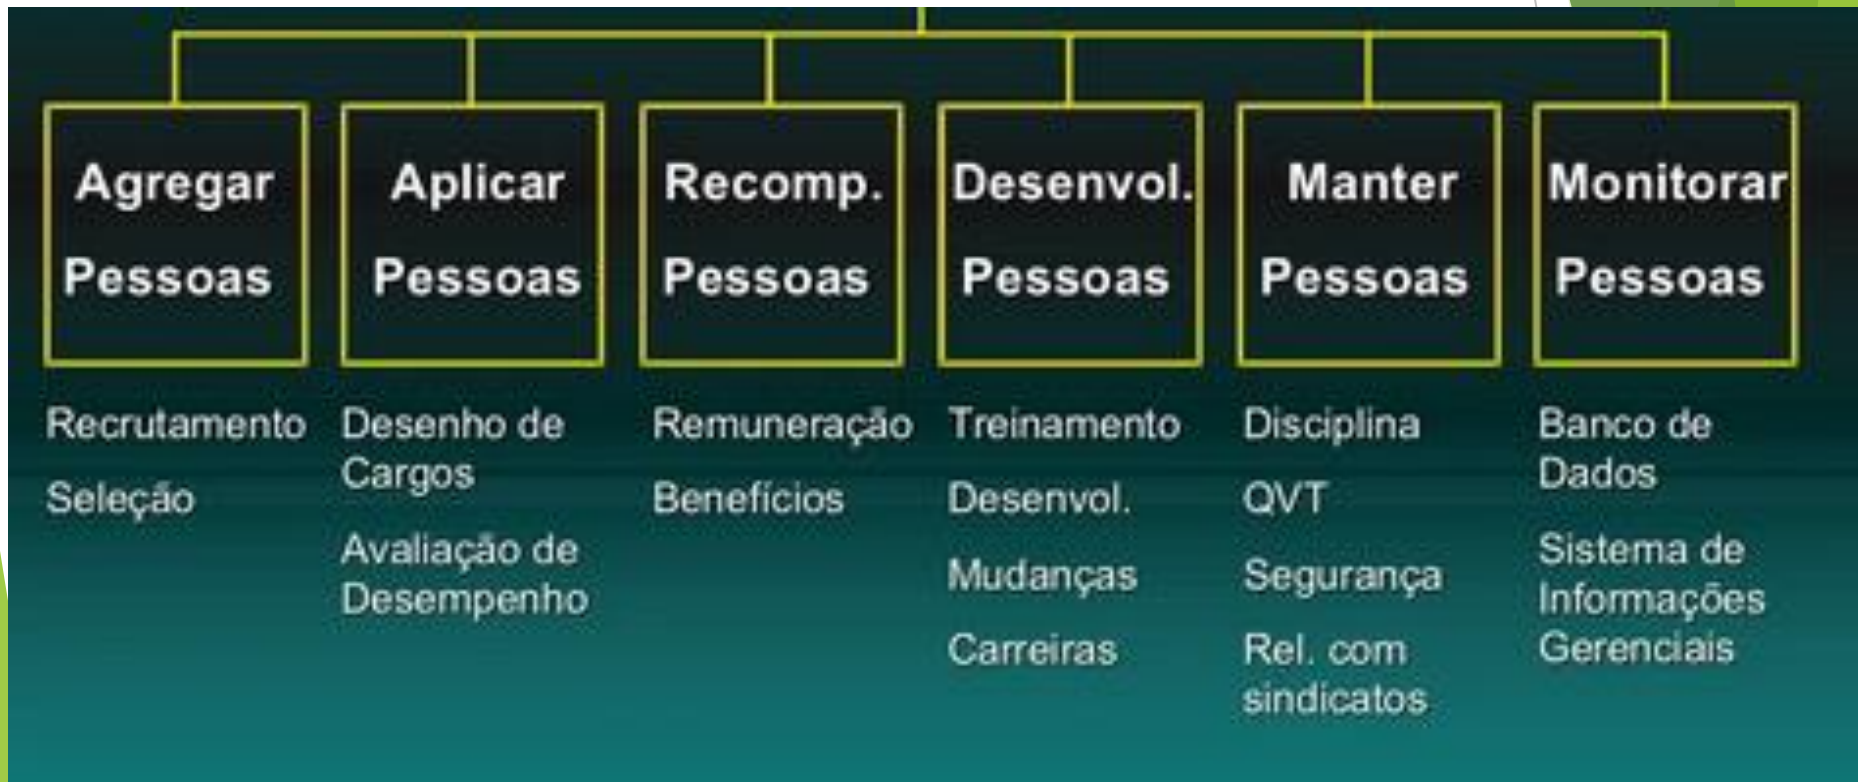 Agregar
Pessoas
Recrutamento
Seleção
Aplicar
Pessoas
Desenho de
Cargos
Avaliação de
Desempenho
Recomp.
Pessoas
Remuneração
Benefícios
Desenvol.
Pessoas
Treinamento
Desenvol.
Mudanças
Carreiras
Manter
Pessoas
Disciplina
QVT
Segurança
Rel. com
sindicatos
Monitorar
Pessoas
Banco de
Dados
Sistema de
Informações
Gerenciais